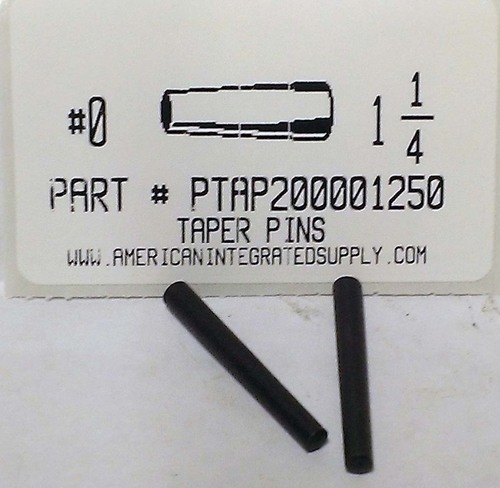 #0 1 1/4
PART # PTAP200001250
TAPER PINS
WWW.AMERICANINTEGRATEDSUPPLY.COM